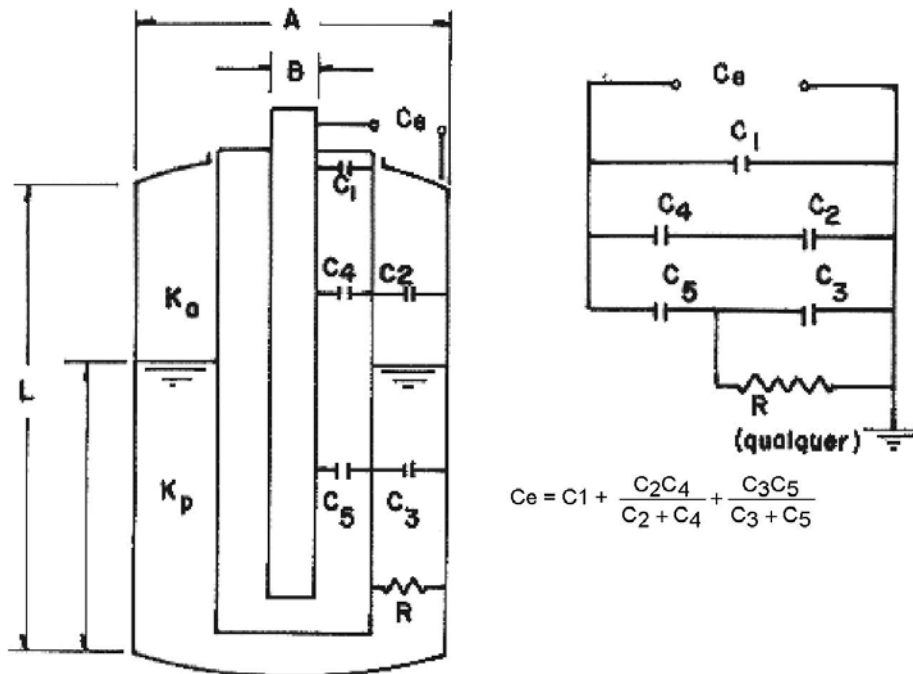 A
B
Ce
C1
C4 C2
Ka
L
Kp
C5 C3
R
Ce
C1
C4 C2
C5 C3
R
(qualquer)
Ce = C1 + C2C4 / C2 + C4 + C3C5 / C3 + C5